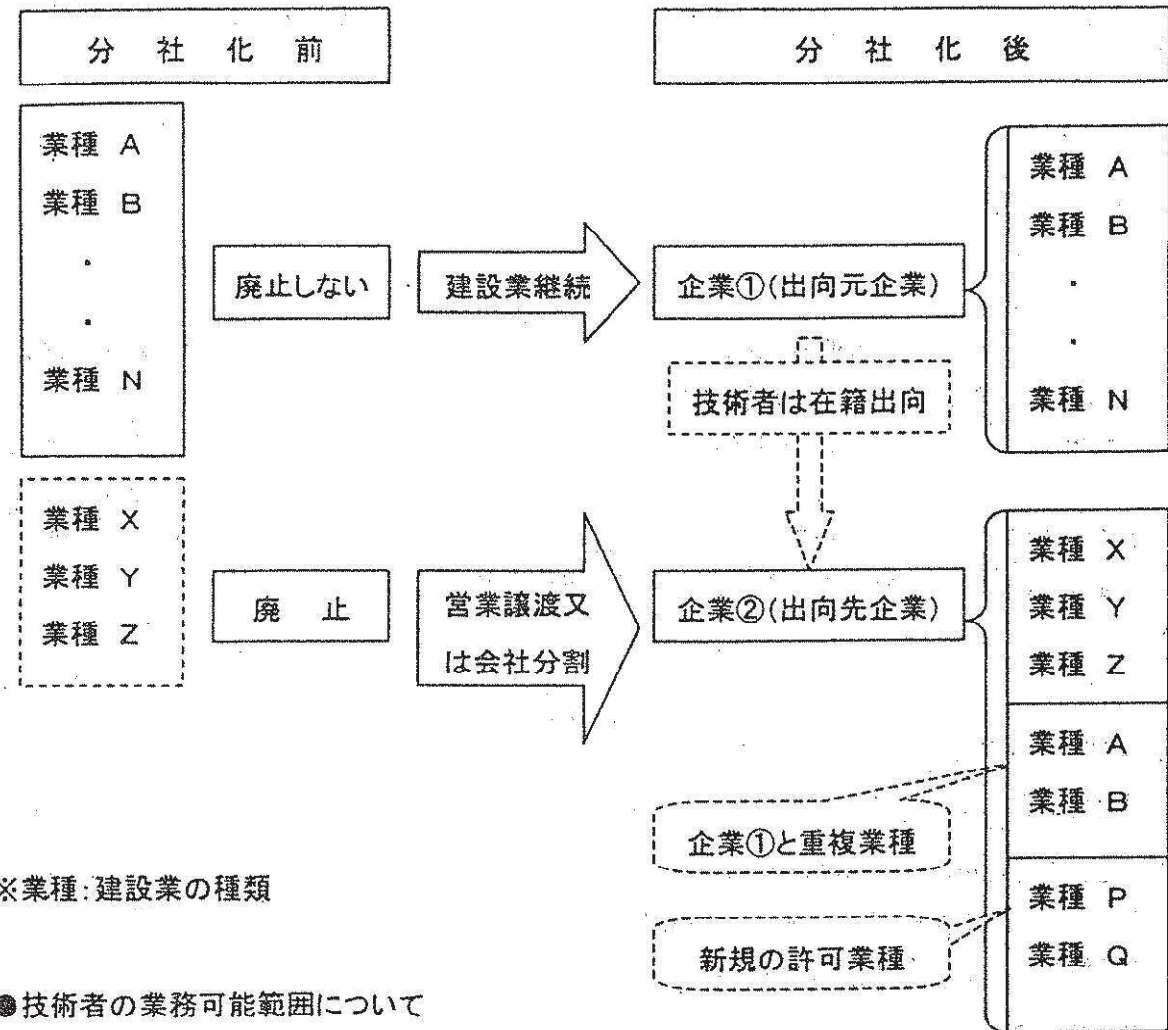 分社化前
分社化後
業種 A
業種 B
・
・
業種 N
廃止しない
建設業継続
企業①(出向元企業)
業種 A
業種 B
・
・
業種 N
技術者は在籍出向
業種 X
業種 Y
業種 Z
廃 止
営業譲渡又
は会社分割
企業②(出向先企業)
業種 X
業種 Y
業種 Z
業種 A
業種 B
企業①と重複業種
業種 P
業種 Q
新規の許可業種
※業種:建設業の種類
●技術者の業務可能範囲について